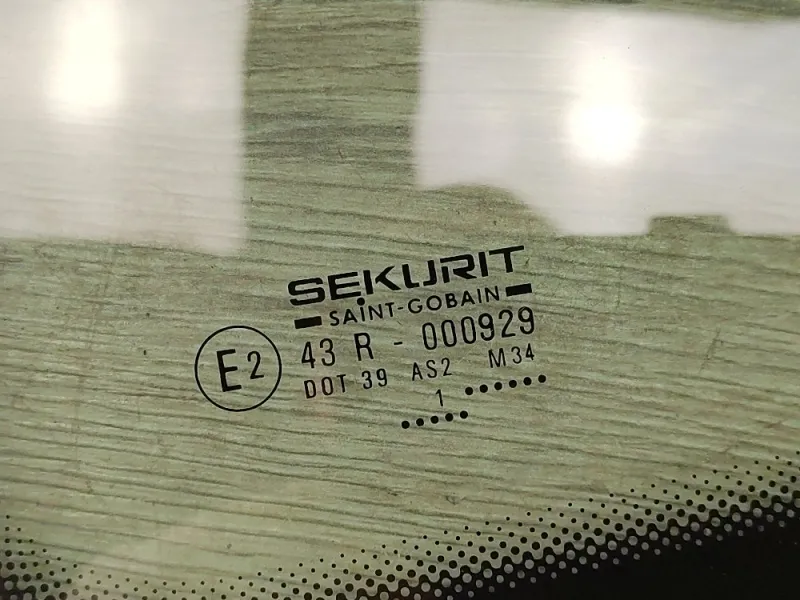 SEKURIT
SAINT-GOBAIN
E2
43 R - 000929
DOT 39 AS2 M34
..... 1 ......